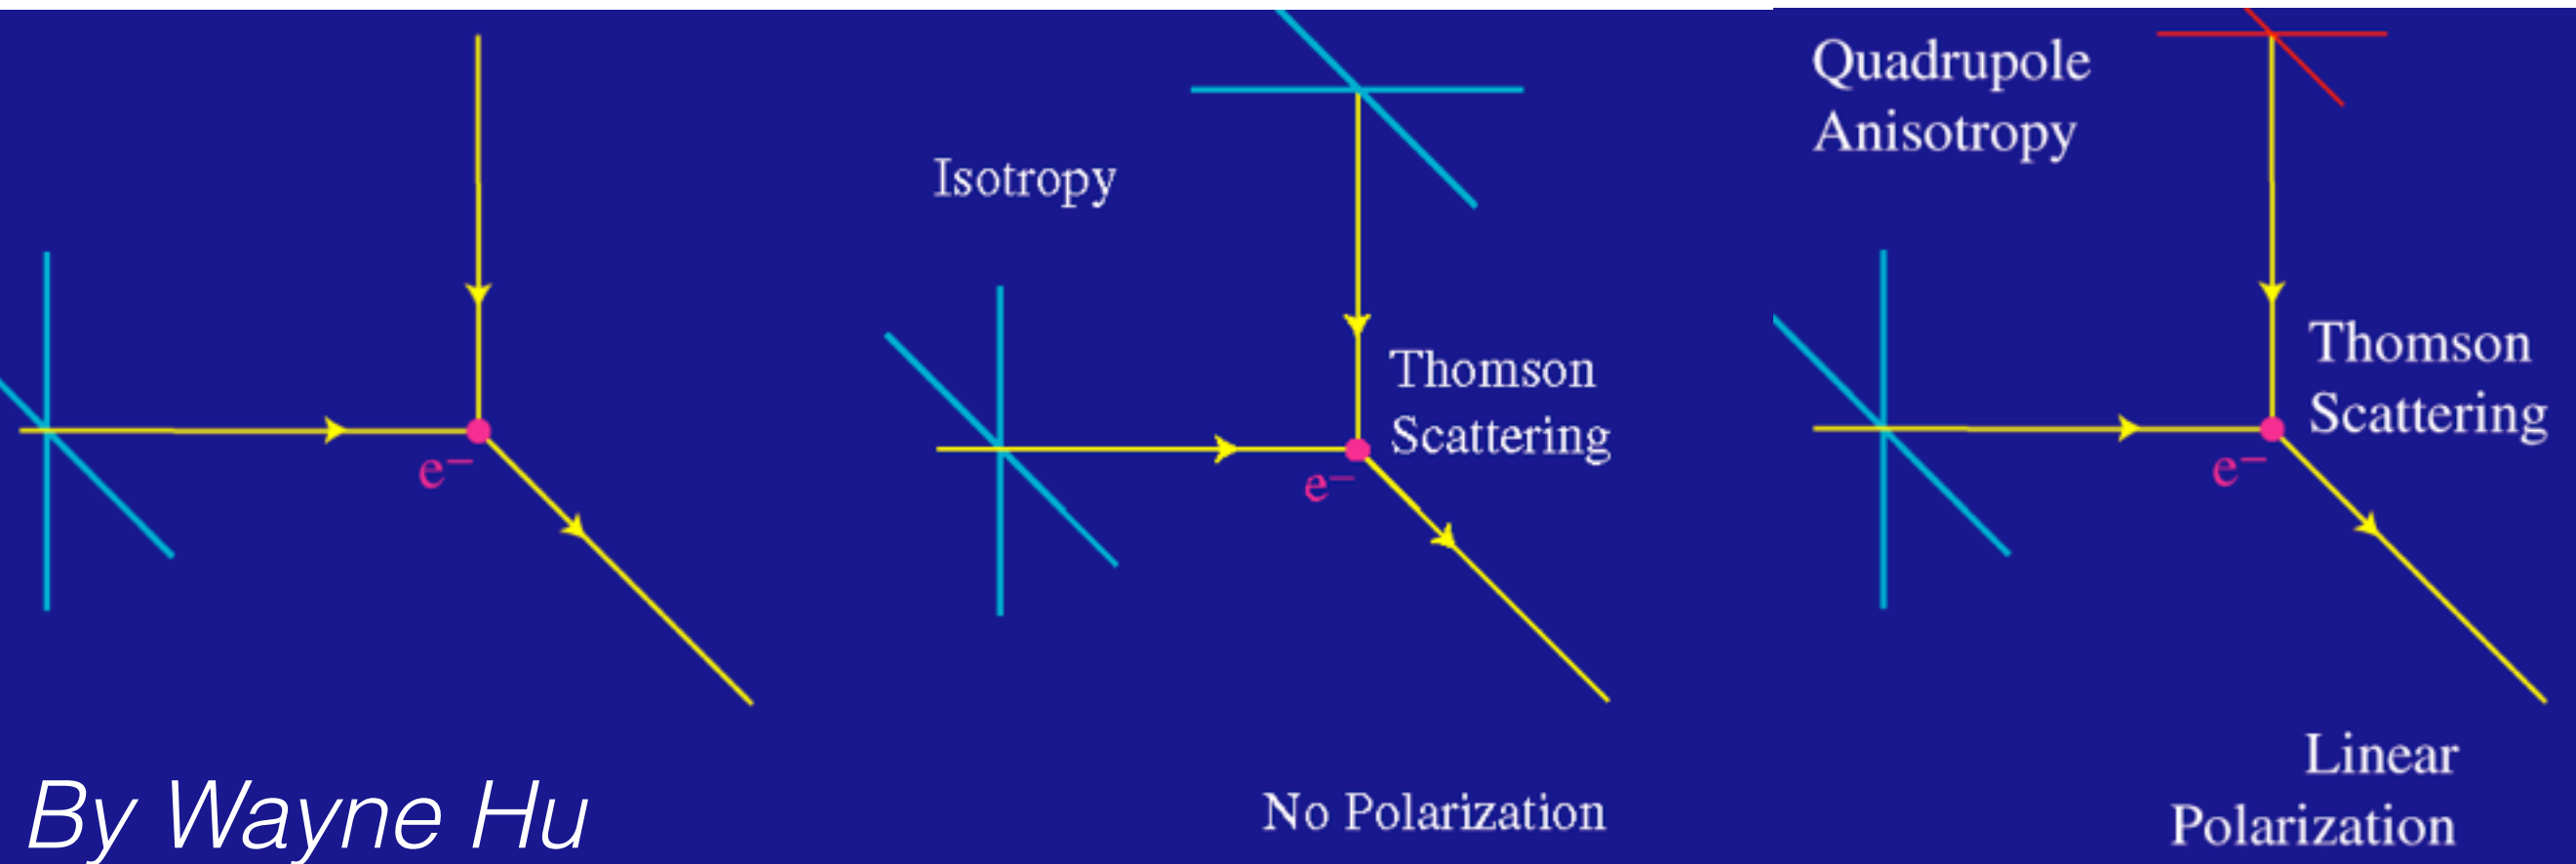 e−
By Wayne Hu
Isotropy
Thomson
Scattering
e−
No Polarization
Quadrupole
Anisotropy
Thomson
Scattering
e−
Linear
Polarization